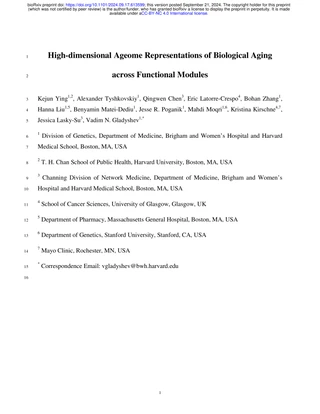 bioRxiv preprint doi: https://doi.org/10.1101/2024.09.17.613599; this version posted September 21, 2024. The copyright holder for this preprint
(which was not certified by peer review) is the author/funder, who has granted bioRxiv a license to display the preprint in perpetuity. It is made
available under aCC-BY-NC 4.0 International license.
1 High-dimensional Ageome Representations of Biological Aging
2 across Functional Modules
3 Kejun Ying1,2, Alexander Tyshkovskiy1, Qingwen Chen3, Eric Latorre-Crespo4, Bohan Zhang1,
4 Hanna Liu1,5, Benyamin Matei-Dediu1, Jesse R. Poganik1, Mahdi Moqri1,6, Kristina Kirschner4,7,
5 Jessica Lasky-Su3, Vadim N. Gladyshev1,*
6 1 Division of Genetics, Department of Medicine, Brigham and Women's Hospital and Harvard
7 Medical School, Boston, MA, USA
8 2 T. H. Chan School of Public Health, Harvard University, Boston, MA, USA
9 3 Channing Division of Network Medicine, Department of Medicine, Brigham and Women's
10 Hospital and Harvard Medical School, Boston, MA, USA
11 4 School of Cancer Sciences, University of Glasgow, Glasgow, UK
12 5 Department of Pharmacy, Massachusetts General Hospital, Boston, MA, USA
13 6 Department of Genetics, Stanford University, Stanford, CA, USA
14 7 Mayo Clinic, Rochester, MN, USA
15 * Correspondence Email: vgladyshev@bwh.harvard.edu
16
1